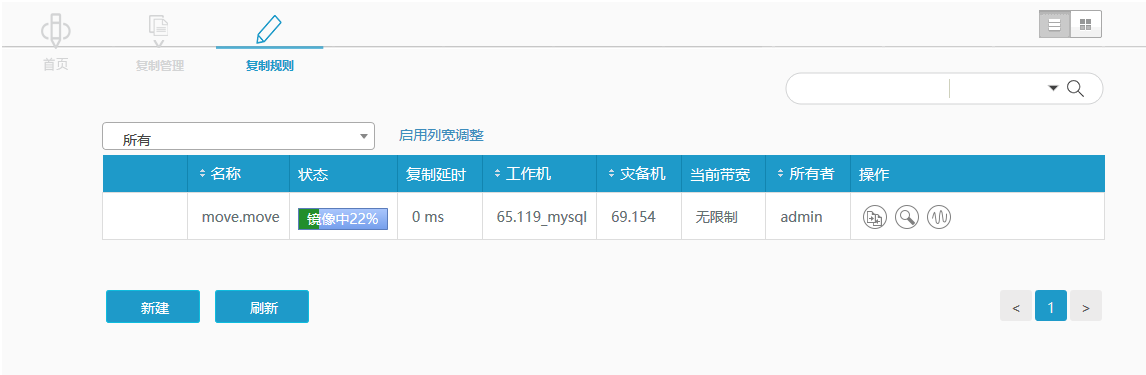 首页
复制管理
复制规则
所有
启用列宽调整
名称 状态 复制延时 工作机 灾备机 当前带宽 所有者 操作
move.move 镜像中22% 0 ms 65.119_mysql 69.154 无限制 admin
新建 刷新
< 1 >